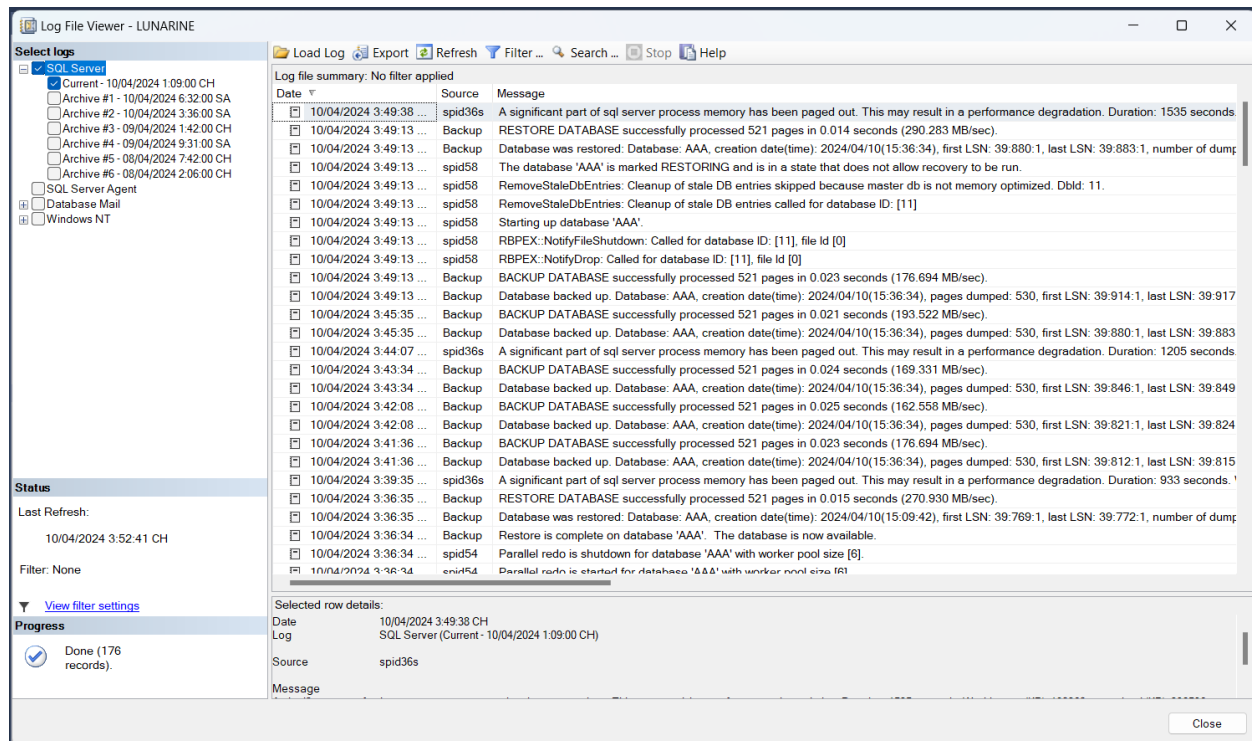 Log File Viewer - LUNARINE
Select logs
SQL Server
Current - 10/04/2024 1:09:00 CH
Archive #1 - 10/04/2024 6:32:00 SA
Archive #2 - 10/04/2024 3:36:00 SA
Archive #3 - 09/04/2024 1:42:00 CH
Archive #4 - 09/04/2024 9:31:00 SA
Archive #5 - 08/04/2024 7:42:00 CH
Archive #6 - 08/04/2024 2:06:00 CH
SQL Server Agent
Database Mail
Windows NT
Status
Last Refresh:
10/04/2024 3:52:41 CH
Filter: None
View filter settings
Progress
Done (176
records).
Load Log Export Refresh Filter ... Search ... Stop Help
Log file summary: No filter applied
Date Source Message
10/04/2024 3:49:38 ... spid36s A significant part of sql server process memory has been paged out. This may result in a performance degradation. Duration: 1535 seconds.
10/04/2024 3:49:13 ... Backup RESTORE DATABASE successfully processed 521 pages in 0.014 seconds (290.283 MB/sec).
10/04/2024 3:49:13 ... Backup Database was restored: Database: AAA, creation date(time): 2024/04/10(15:36:34), first LSN: 39:880:1, last LSN: 39:883:1, number of dump
10/04/2024 3:49:13 ... spid58 The database 'AAA' is marked RESTORING and is in a state that does not allow recovery to be run.
10/04/2024 3:49:13 ... spid58 RemoveStaleDbEntries: Cleanup of stale DB entries skipped because master db is not memory optimized. DbId: 11.
10/04/2024 3:49:13 ... spid58 RemoveStaleDbEntries: Cleanup of stale DB entries called for database ID: [11]
10/04/2024 3:49:13 ... spid58 Starting up database 'AAA'.
10/04/2024 3:49:13 ... spid58 RBPEX::NotifyFileShutdown: Called for database ID: [11], file Id [0]
10/04/2024 3:49:13 ... spid58 RBPEX::NotifyDrop: Called for database ID: [11], file Id [0]
10/04/2024 3:49:13 ... Backup BACKUP DATABASE successfully processed 521 pages in 0.023 seconds (176.694 MB/sec).
10/04/2024 3:49:13 ... Backup Database backed up. Database: AAA, creation date(time): 2024/04/10(15:36:34), pages dumped: 530, first LSN: 39:914:1, last LSN: 39:917
10/04/2024 3:45:35 ... Backup BACKUP DATABASE successfully processed 521 pages in 0.021 seconds (193.522 MB/sec).
10/04/2024 3:45:35 ... Backup Database backed up. Database: AAA, creation date(time): 2024/04/10(15:36:34), pages dumped: 530, first LSN: 39:880:1, last LSN: 39:883
10/04/2024 3:44:07 ... spid36s A significant part of sql server process memory has been paged out. This may result in a performance degradation. Duration: 1205 seconds.
10/04/2024 3:43:34 ... Backup BACKUP DATABASE successfully processed 521 pages in 0.024 seconds (169.331 MB/sec).
10/04/2024 3:43:34 ... Backup Database backed up. Database: AAA, creation date(time): 2024/04/10(15:36:34), pages dumped: 530, first LSN: 39:846:1, last LSN: 39:849
10/04/2024 3:42:08 ... Backup BACKUP DATABASE successfully processed 521 pages in 0.025 seconds (162.558 MB/sec).
10/04/2024 3:42:08 ... Backup Database backed up. Database: AAA, creation date(time): 2024/04/10(15:36:34), pages dumped: 530, first LSN: 39:821:1, last LSN: 39:824
10/04/2024 3:41:36 ... Backup BACKUP DATABASE successfully processed 521 pages in 0.023 seconds (176.694 MB/sec).
10/04/2024 3:41:36 ... Backup Database backed up. Database: AAA, creation date(time): 2024/04/10(15:36:34), pages dumped: 530, first LSN: 39:812:1, last LSN: 39:815
10/04/2024 3:39:35 ... spid36s A significant part of sql server process memory has been paged out. This may result in a performance degradation. Duration: 933 seconds.
10/04/2024 3:36:35 ... Backup RESTORE DATABASE successfully processed 521 pages in 0.015 seconds (270.930 MB/sec).
10/04/2024 3:36:35 ... Backup Database was restored: Database: AAA, creation date(time): 2024/04/10(15:09:42), first LSN: 39:769:1, last LSN: 39:772:1, number of dump
10/04/2024 3:36:34 ... Backup Restore is complete on database 'AAA'. The database is now available.
10/04/2024 3:36:34 ... spid54 Parallel redo is shutdown for database 'AAA' with worker pool size [6].
10/04/2024 3:36:34 spid54 Parallel redo is started for database 'AAA' with worker pool size [6]
Selected row details:
Date 10/04/2024 3:49:38 CH
Log SQL Server (Current - 10/04/2024 1:09:00 CH)
Source spid36s
Message
Close